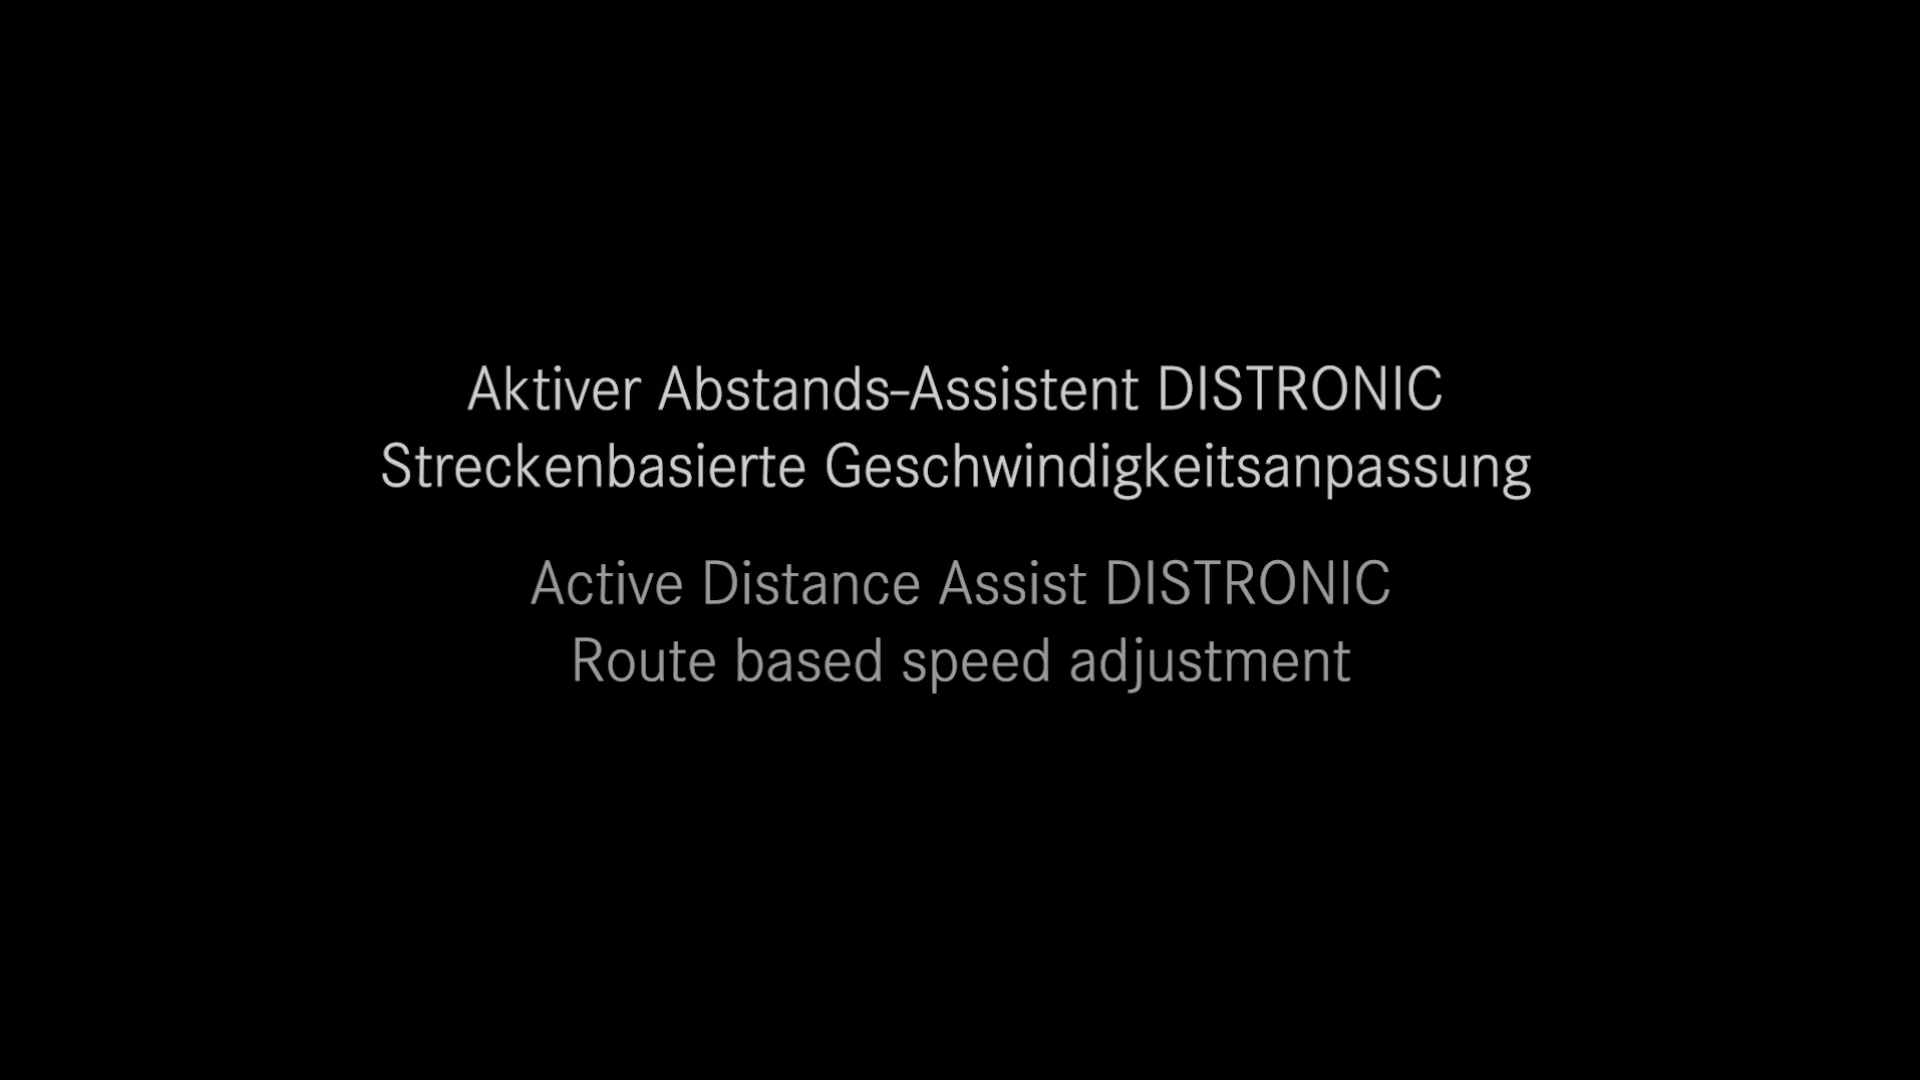 Aktiver Abstands-Assistent DISTRONIC
Streckenbasierte Geschwindigkeitsanpassung
Active Distance Assist DISTRONIC
Route based speed adjustment